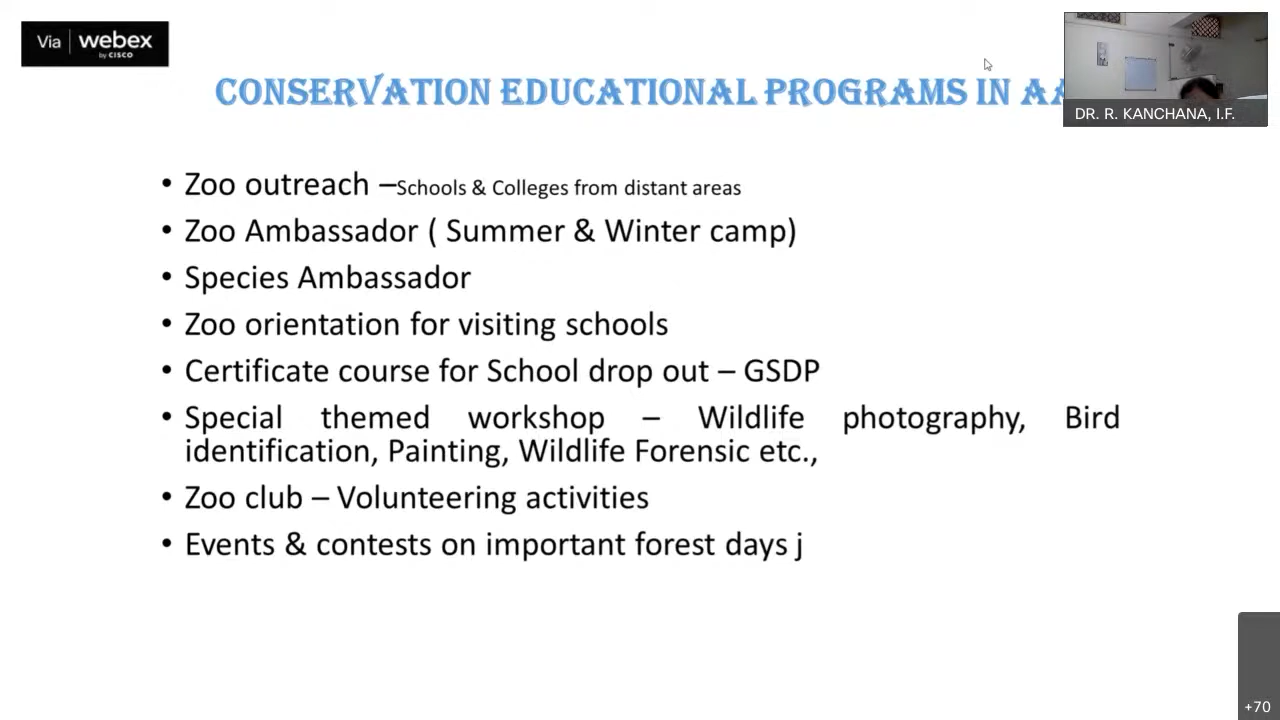 Via webex
by CISCO
CONSERVATION EDUCATIONAL PROGRAMS IN
DR. R. KANCHANA, I.F.
• Zoo outreach –Schools & Colleges from distant areas
• Zoo Ambassador ( Summer & Winter camp)
• Species Ambassador
• Zoo orientation for visiting schools
• Certificate course for School drop out – GSDP
• Special themed workshop – Wildlife photography, Bird
identification, Painting, Wildlife Forensic etc.,
• Zoo club – Volunteering activities
• Events & contests on important forest days j
+70